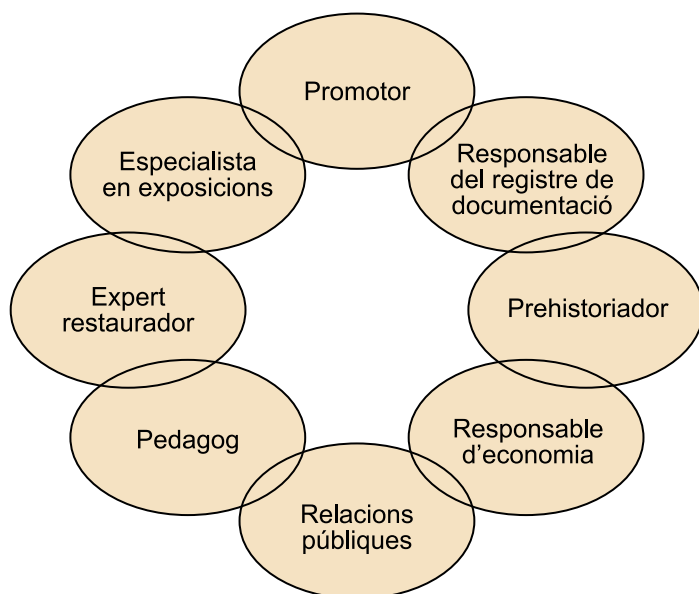 Promotor
Especialista
en exposicions
Responsable
del registre de
documentació
Expert
restaurador
Prehistoriador
Pedagog
Responsable
d’economia
Relacions
públiques